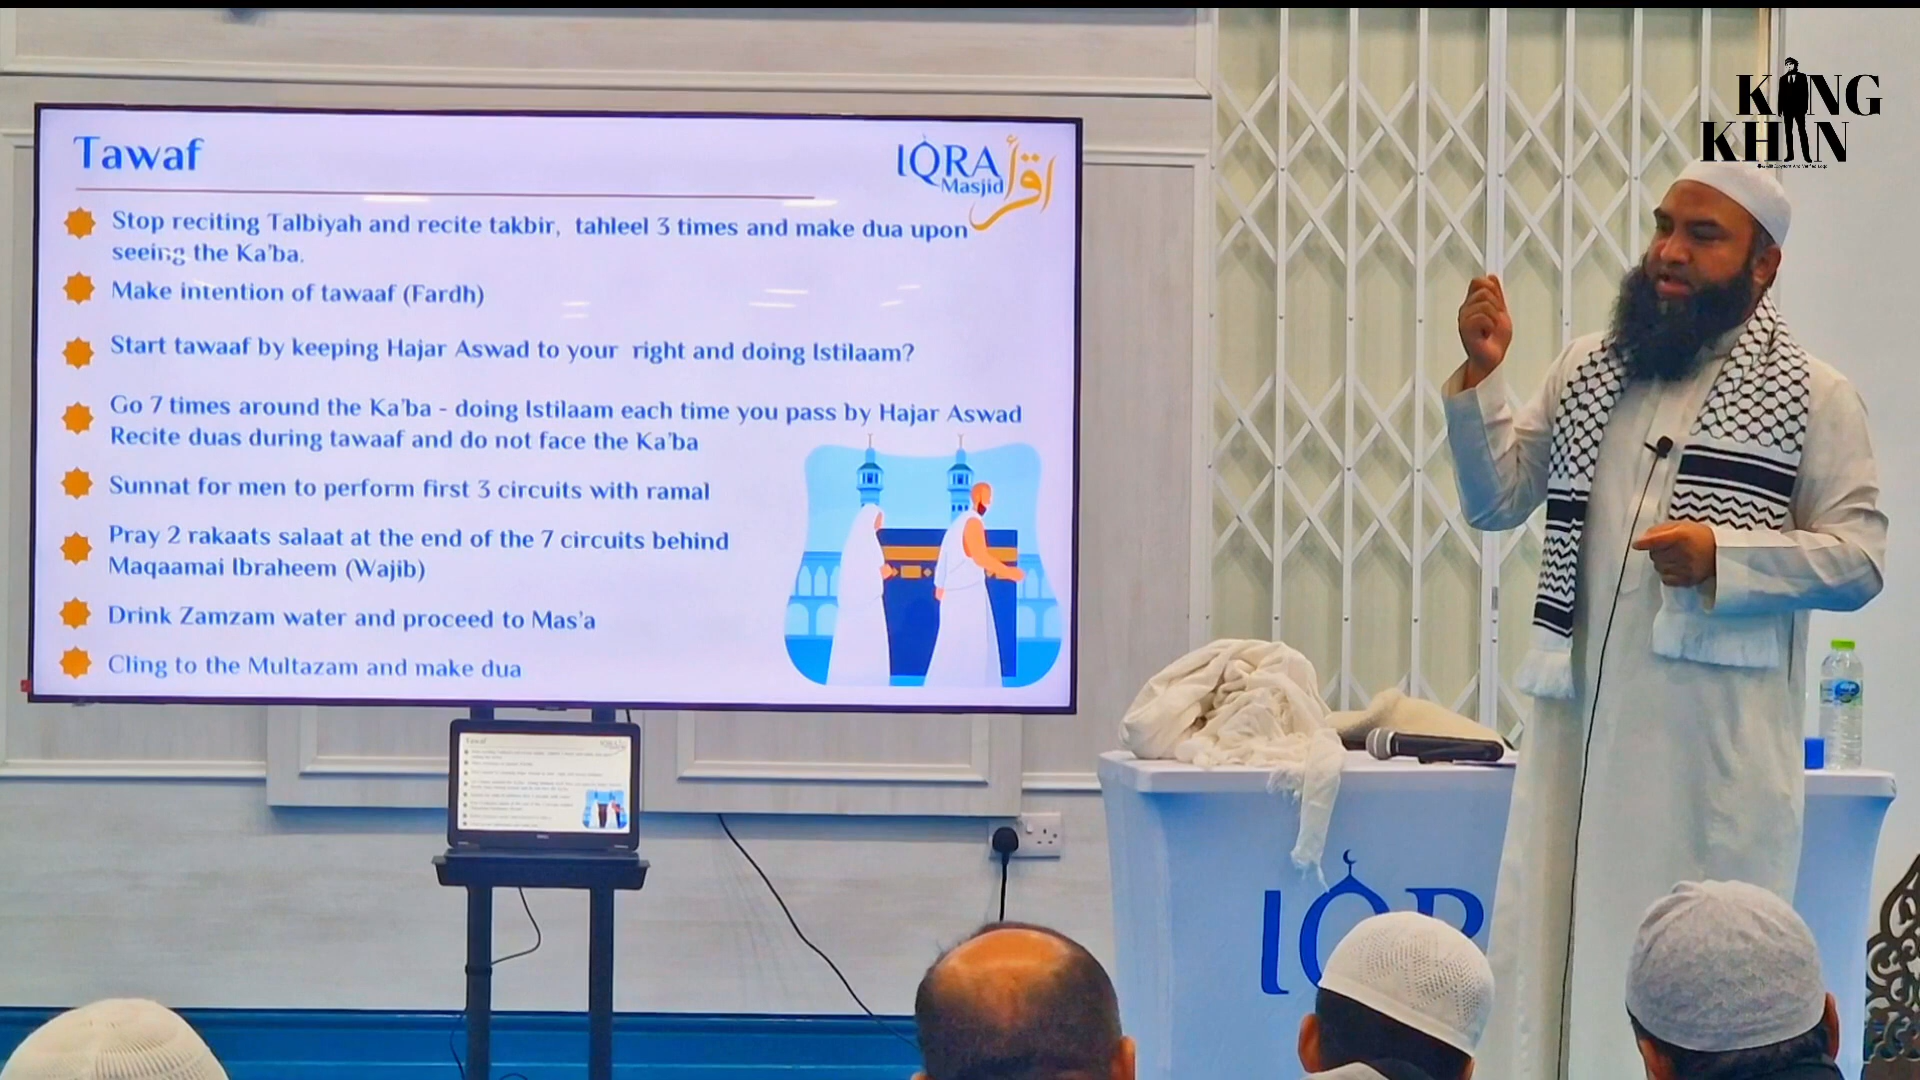 KING
KHAN
Tawaf
IQRA
Masjid
اقرأ
Stop reciting Talbiyah and recite takbir, tahleel 3 times and make dua upon
seeing the Ka'ba.
Make intention of tawaaf (Fardh)
Start tawaaf by keeping Hajar Aswad to your right and doing Istilaam?
Go 7 times around the Ka'ba - doing Istilaam each time you pass by Hajar Aswad
Recite duas during tawaaf and do not face the Ka'ba
Sunnat for men to perform first 3 circuits with ramal
Pray 2 rakaats salaat at the end of the 7 circuits behind
Maqaamai Ibraheem (Wajib)
Drink Zamzam water and proceed to Mas'a
Cling to the Multazam and make dua
Tawaf
IQRA
IQR